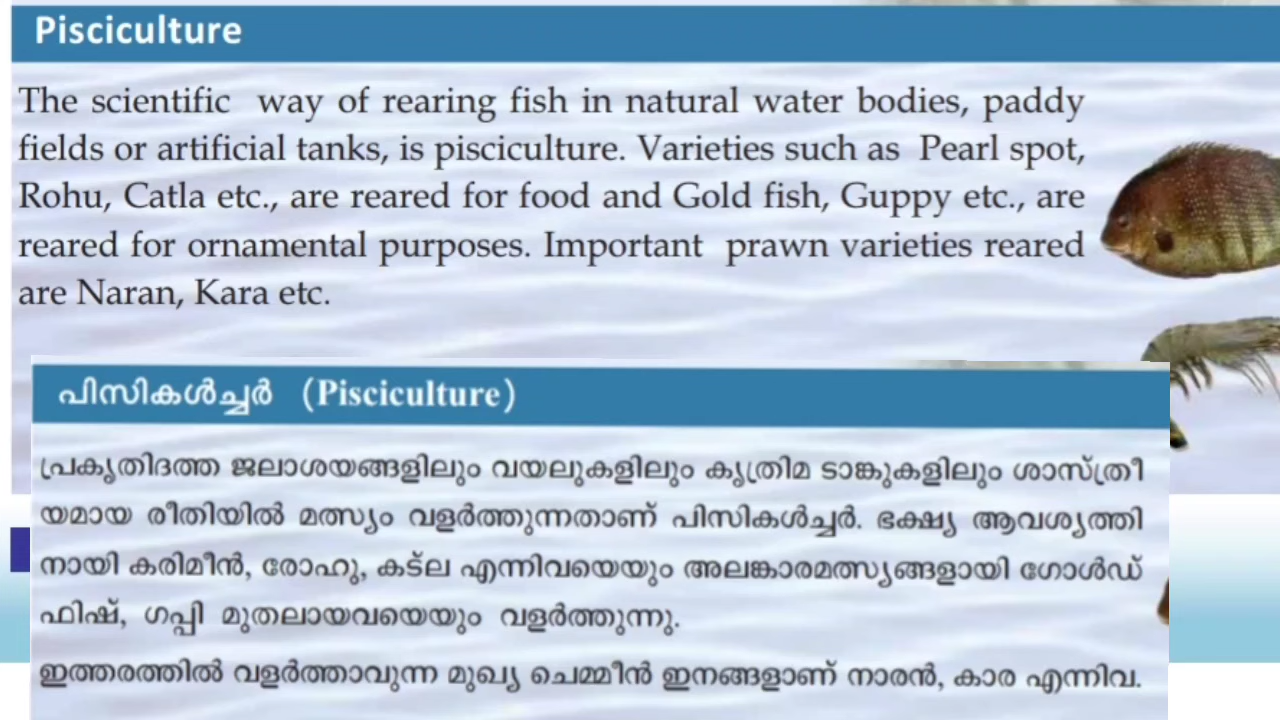 Pisciculture
The scientific way of rearing fish in natural water bodies, paddy
fields or artificial tanks, is pisciculture. Varieties such as Pearl spot,
Rohu, Catla etc., are reared for food and Gold fish, Guppy etc., are
reared for ornamental purposes. Important prawn varieties reared
are Naran, Kara etc.
പിസികൾച്ചർ (Pisciculture)
പ്രകൃതിദത്ത ജലാശയങ്ങളിലും വയലുകളിലും കൃത്രിമ ടാങ്കുകളിലും ശാസ്ത്രീ
യമായ രീതിയിൽ മത്സ്യം വളർത്തുന്നതാണ് പിസികൾച്ചർ. ഭക്ഷ്യ ആവശ്യത്തി
നായി കരിമീൻ, രോഹു, കട്ല എന്നിവയെയും അലങ്കാരമത്സ്യങ്ങളായി ഗോൾഡ്
ഫിഷ്, ഗപ്പി മുതലായവയെയും വളർത്തുന്നു.
ഇത്തരത്തിൽ വളർത്താവുന്ന മുഖ്യ ചെമ്മീൻ ഇനങ്ങളാണ് നാരൻ, കാര എന്നിവ.